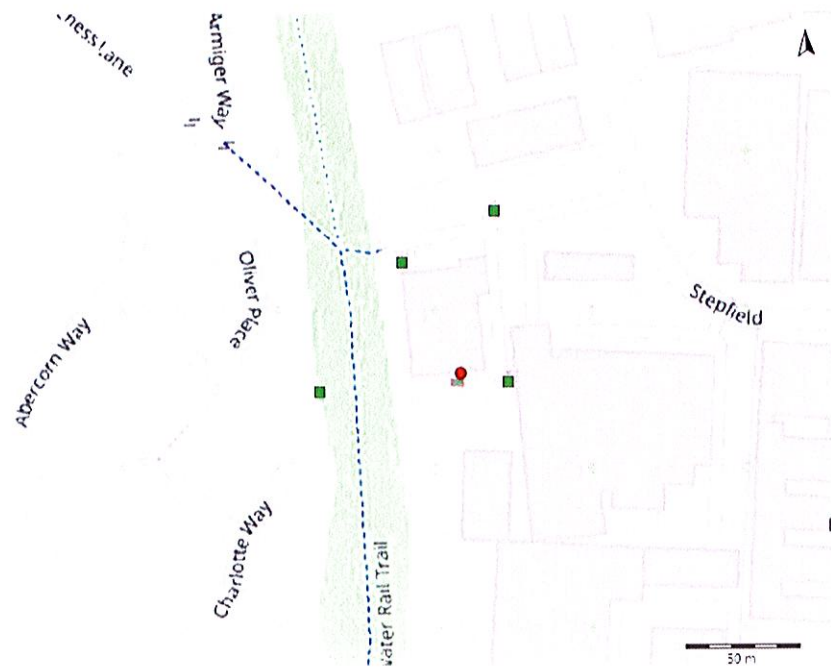 ness Lane
Armiger Way
Oliver Place
Stepfield
Abercorn Way
Charlotte Way
Water Rail Trail
50 m